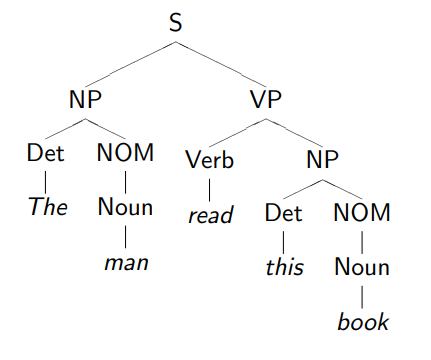 S
NP VP
Det NOM Verb NP
The Noun read Det NOM
man this Noun
book